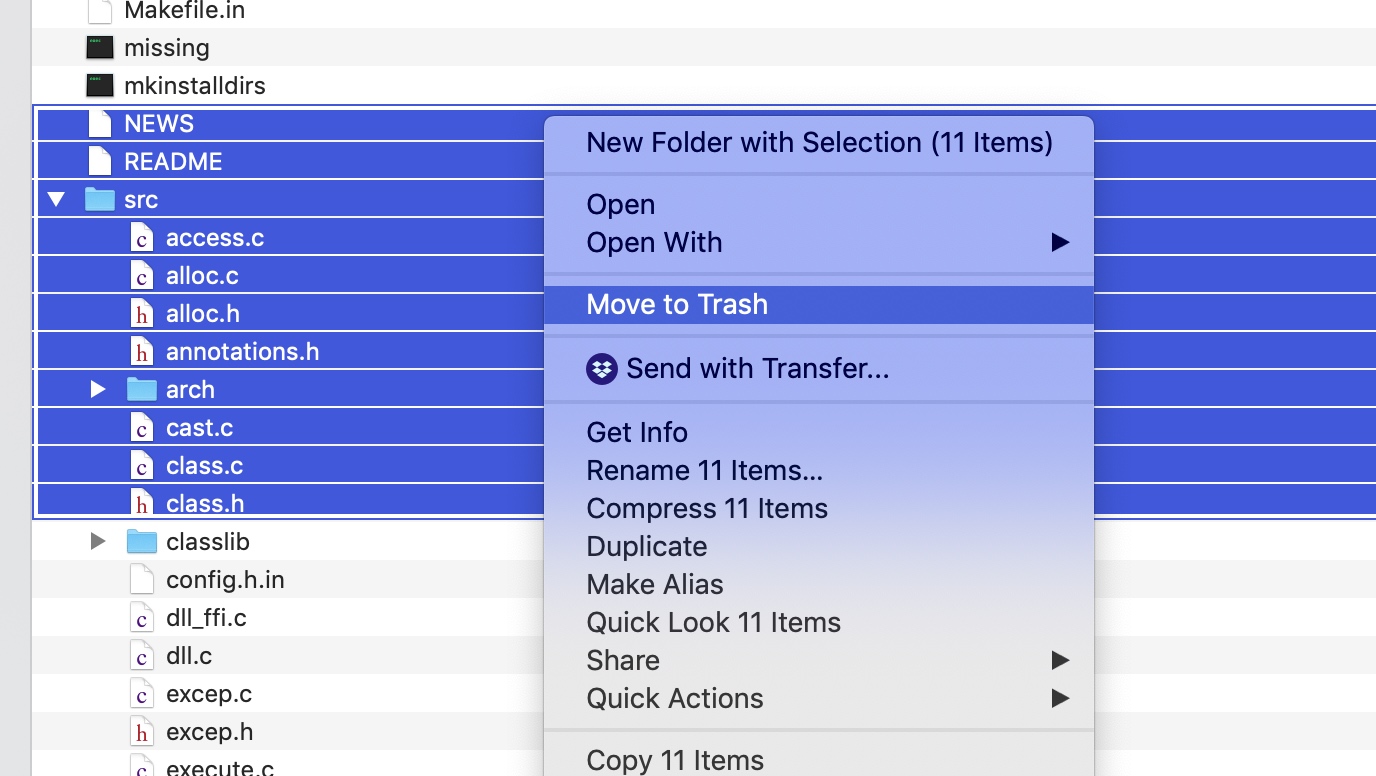 Makefile.in
missing
mkinstalldirs
NEWS
README
src
access.c
alloc.c
alloc.h
annotations.h
arch
cast.c
class.c
class.h
classlib
config.h.in
dll_ffi.c
dll.c
excep.c
excep.h
execute.c
New Folder with Selection (11 Items)
Open
Open With
Move to Trash
Send with Transfer...
Get Info
Rename 11 Items...
Compress 11 Items
Duplicate
Make Alias
Quick Look 11 Items
Share
Quick Actions
Copy 11 Items